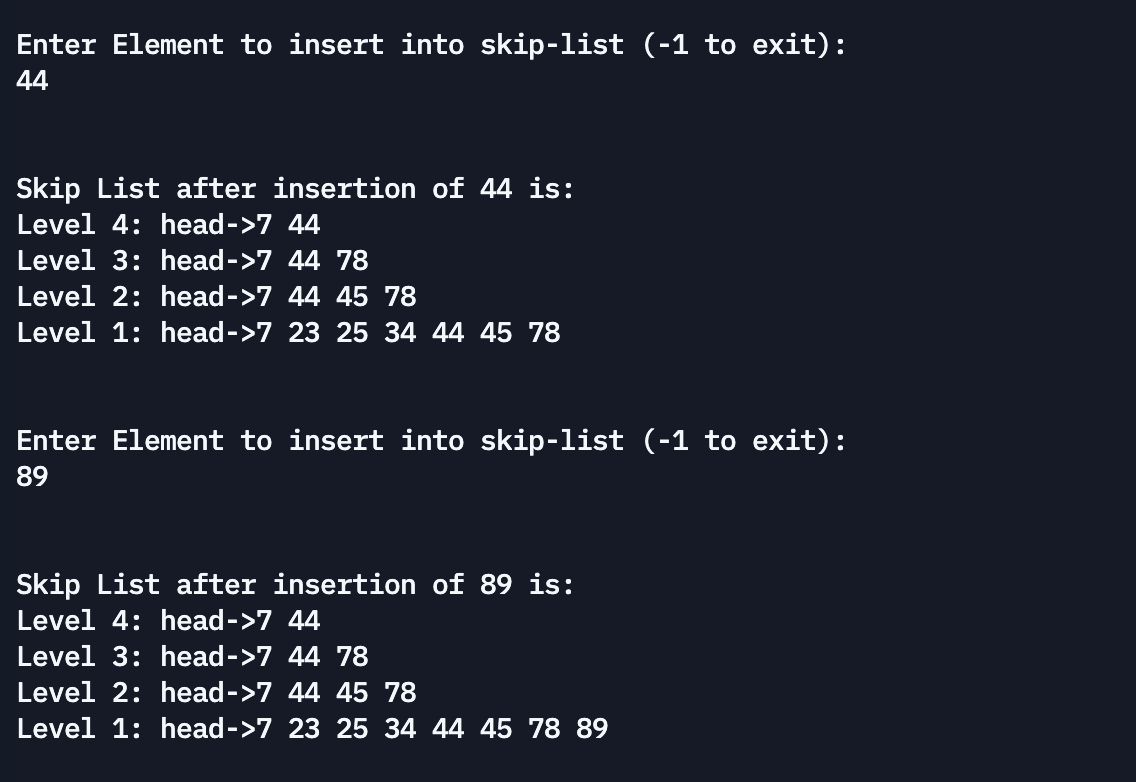 Enter Element to insert into skip-list (-1 to exit):
44
Skip List after insertion of 44 is:
Level 4: head->7 44
Level 3: head->7 44 78
Level 2: head->7 44 45 78
Level 1: head->7 23 25 34 44 45 78
Enter Element to insert into skip-list (-1 to exit):
89
Skip List after insertion of 89 is:
Level 4: head->7 44
Level 3: head->7 44 78
Level 2: head->7 44 45 78
Level 1: head->7 23 25 34 44 45 78 89